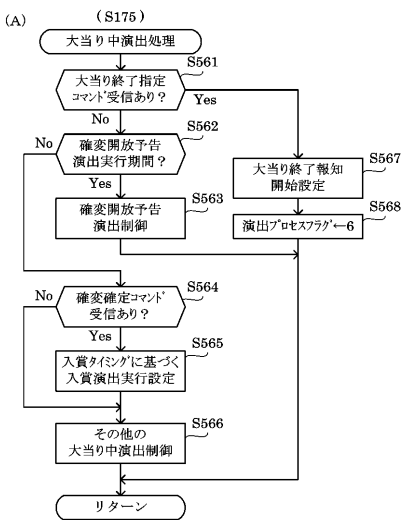 (A)
(S175)
大当り中演出処理
S561
大当り終了指定
コマンド受信あり？
Yes
No
S562
No
確変開放予告
演出実行期間？
Yes
S563
確変開放予告
演出制御
S567
大当り終了報知
開始設定
S568
演出プロセスフラグ←6
S564
No
確変確定コマンド
受信あり？
Yes
S565
入賞タイミングに基づく
入賞演出実行設定
S566
その他の
大当り中演出制御
リターン